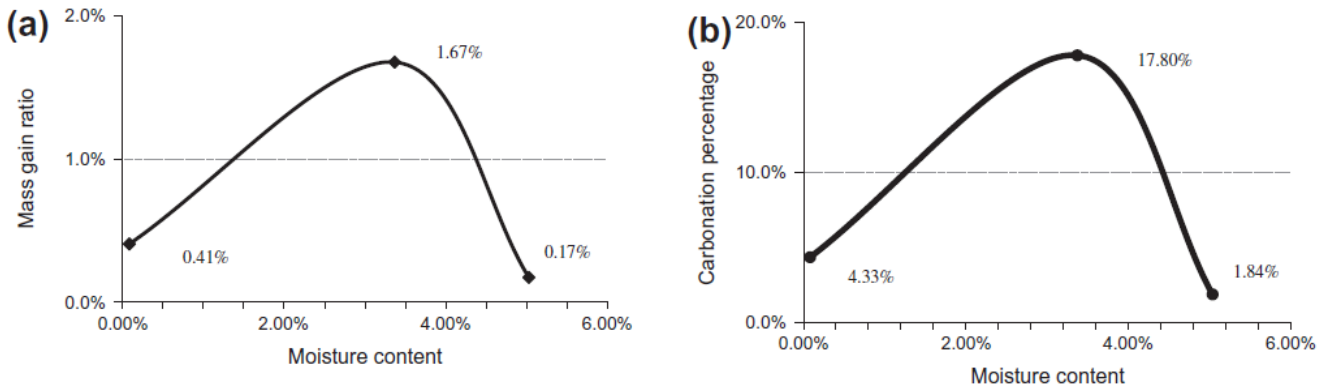 (a)
2.0%
1.67%
Mass gain ratio
1.0%
0.41%
0.17%
0.0%
0.00% 2.00% 4.00% 6.00%
Moisture content
(b)
20.0%
17.80%
Carbonation percentage
10.0%
4.33%
1.84%
0.0%
0.00% 2.00% 4.00% 6.00%
Moisture content